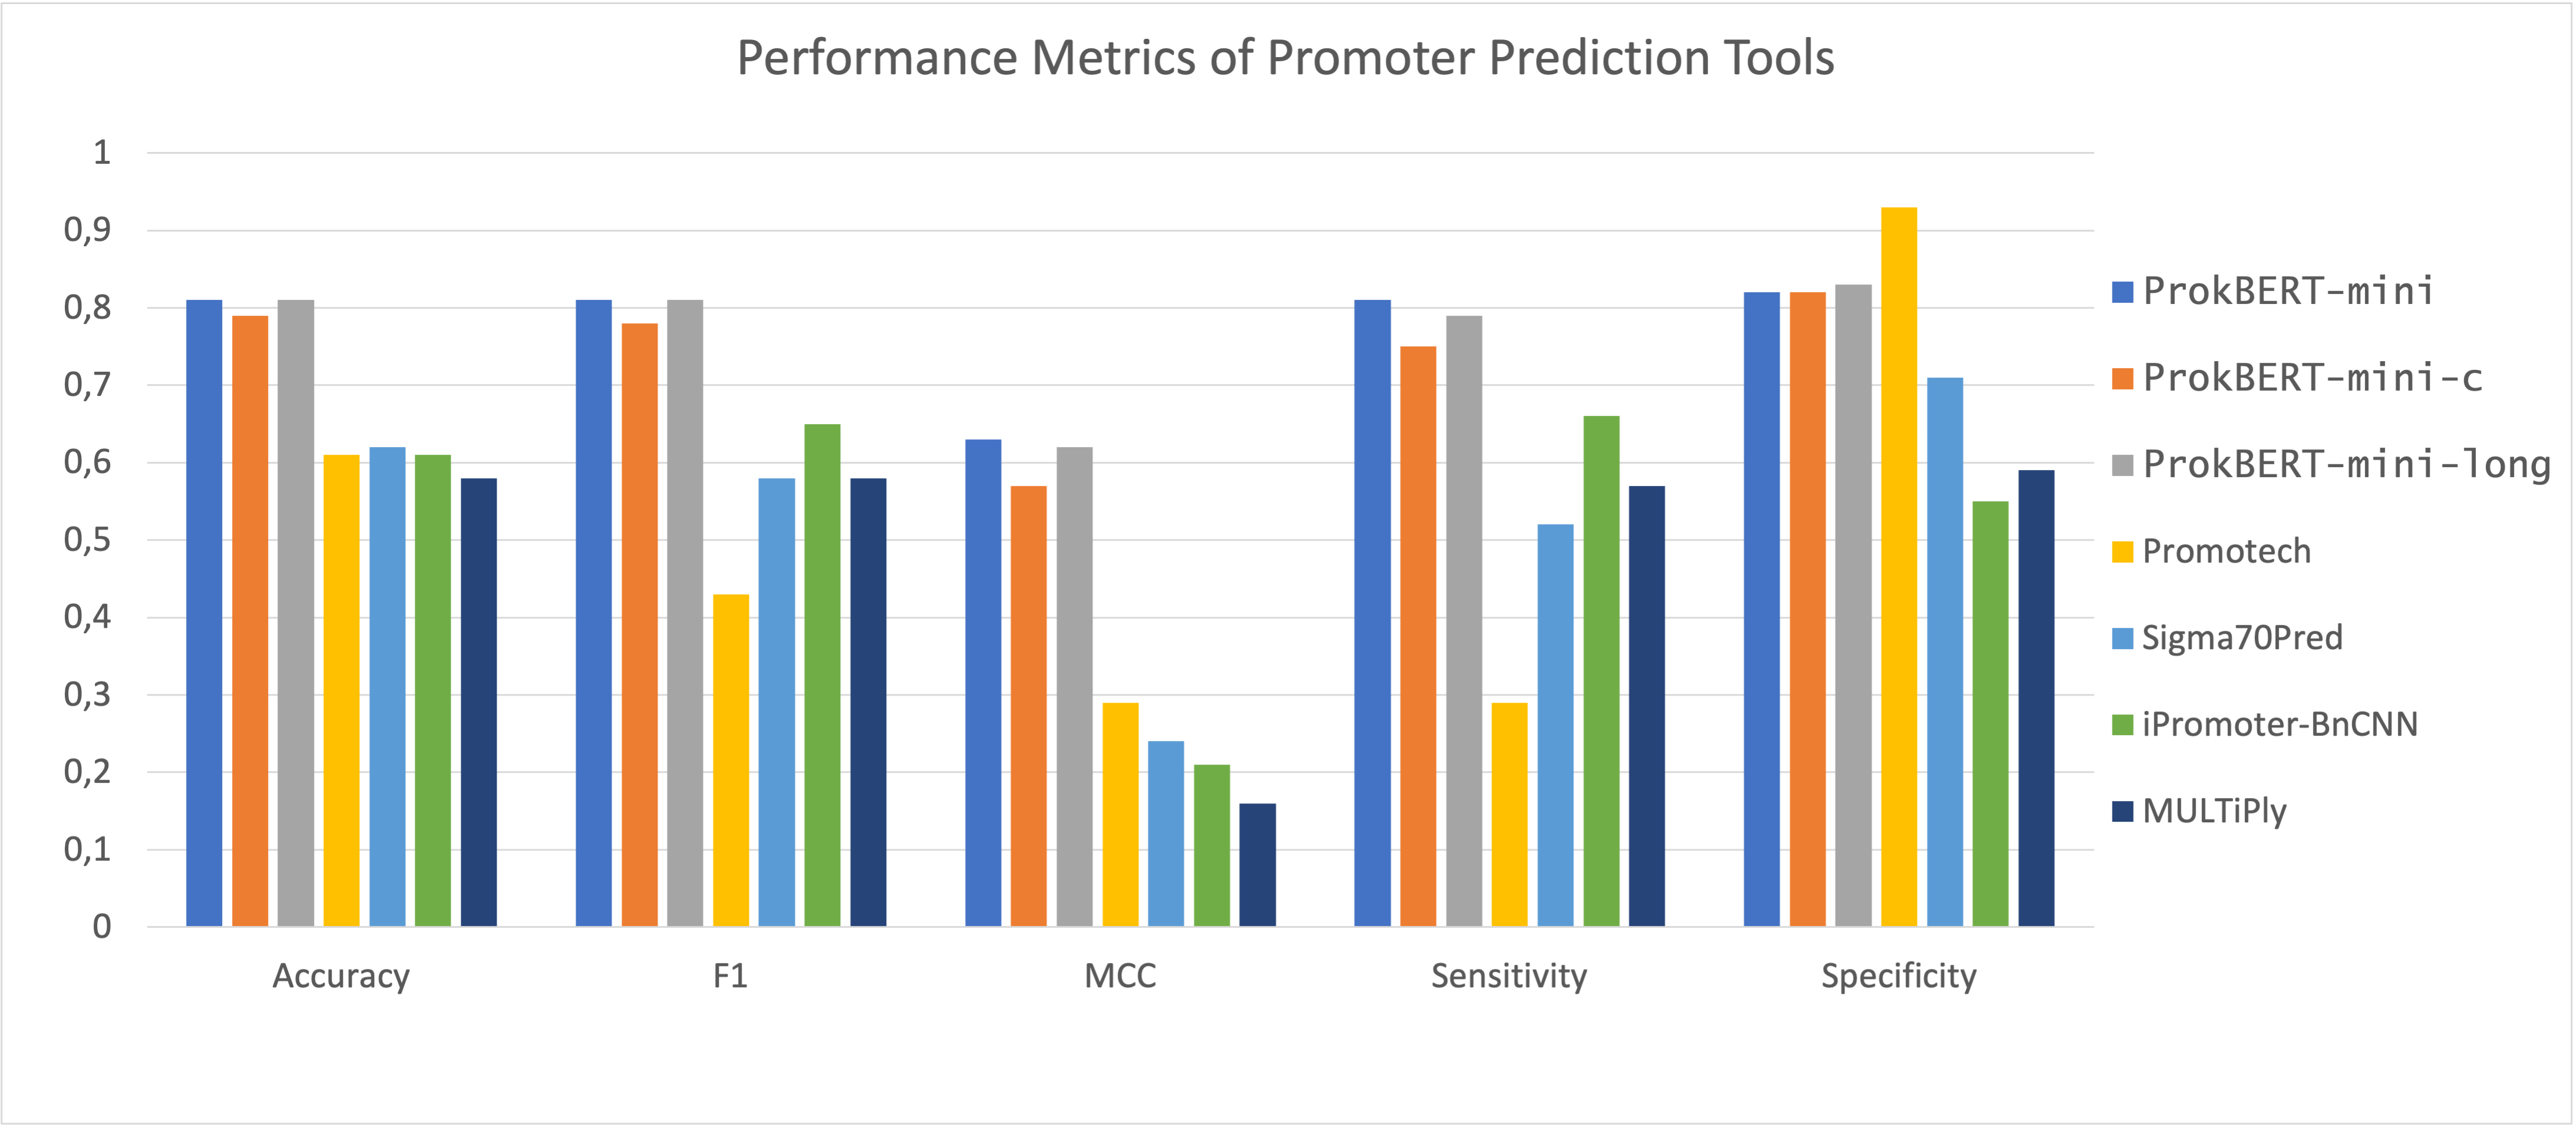 Performance Metrics of Promoter Prediction Tools
1
0,9
0,8
0,7
0,6
0,5
0,4
0,3
0,2
0,1
0
Accuracy
F1
MCC
Sensitivity
Specificity
ProkBERT-mini
ProkBERT-mini-c
ProkBERT-mini-long
Promotech
Sigma70Pred
iPromoter-BnCNN
MULTiPly